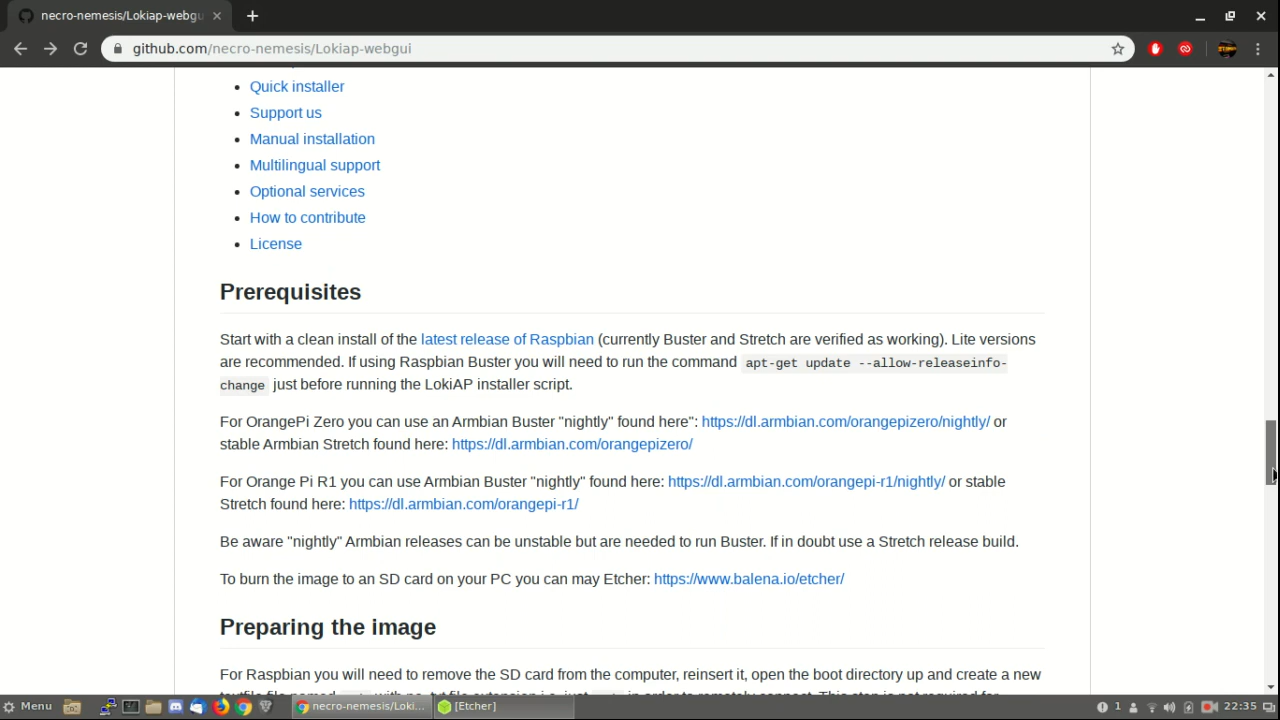 necro-nemesis/Lokiap-webgu
github.com/necro-nemesis/Lokiap-webgui
Quick installer
Support us
Manual installation
Multilingual support
Optional services
How to contribute
License
Prerequisites
Start with a clean install of the latest release of Raspbian (currently Buster and Stretch are verified as working). Lite versions
are recommended. If using Raspbian Buster you will need to run the command apt-get update --allow-releaseinfo-
change just before running the LokiAP installer script.
For OrangePi Zero you can use an Armbian Buster "nightly" found here": https://dl.armbian.com/orangepizero/nightly/ or
stable Armbian Stretch found here: https://dl.armbian.com/orangepizero/
For Orange Pi R1 you can use Armbian Buster "nightly" found here: https://dl.armbian.com/orangepi-r1/nightly/ or stable
Stretch found here: https://dl.armbian.com/orangepi-r1/
Be aware "nightly" Armbian releases can be unstable but are needed to run Buster. If in doubt use a Stretch release build.
To burn the image to an SD card on your PC you can may Etcher: https://www.balena.io/etcher/
Preparing the image
For Raspbian you will need to remove the SD card from the computer, reinsert it, open the boot directory up and create a new
Menu
necro-nemesis/Loki...
[Etcher]
1
22:35